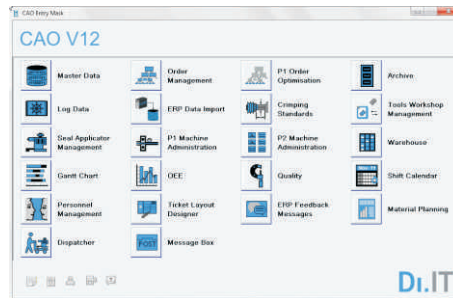 CAO Entry Mask
CAO V12
Master Data
Order
Management
P1 Order
Optimisation
Archive
Log Data
ERP Data Import
Crimping
Standards
Tools Workshop
Management
Seal Applicator
Management
P1 Machine
Administration
P2 Machine
Administration
Warehouse
Gantt Chart
OEE
Quality
Shift Calendar
Personnel
Management
Ticket Layout
Designer
ERP Feedback
Messages
Material Planning
Dispatcher
POST
Message Box
DI.IT